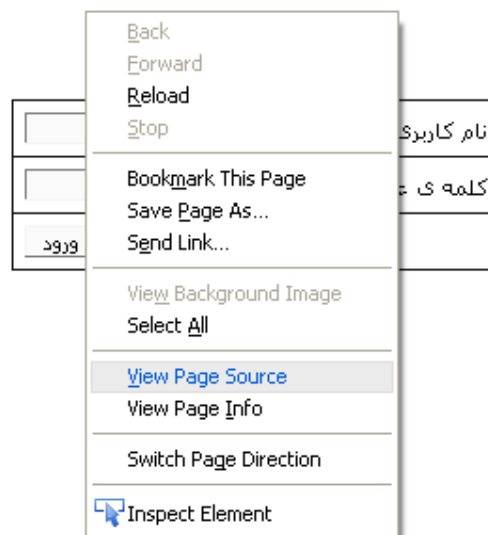 Back
Forward
Reload
Stop
Bookmark This Page
Save Page As...
Send Link...
View Background Image
Select All
View Page Source
View Page Info
Switch Page Direction
Inspect Element
نام کاربری
کلمه ی
ورود